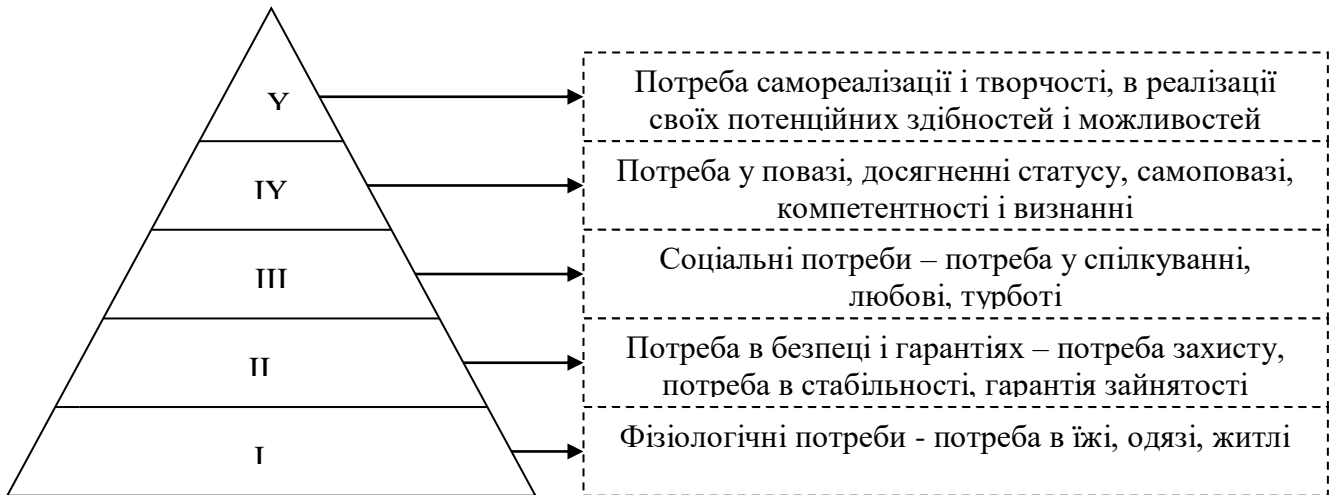 Y
Потреба самореалізації і творчості, в реалізації
своїх потенційних здібностей і можливостей
IY
Потреба у повазі, досягненні статусу, самоповазі,
компетентності і визнанні
III
Соціальні потреби – потреба у спілкуванні,
любові, турботі
II
Потреба в безпеці і гарантіях – потреба захисту,
потреба в стабільності, гарантія зайнятості
I
Фізіологічні потреби - потреба в їжі, одязі, житлі